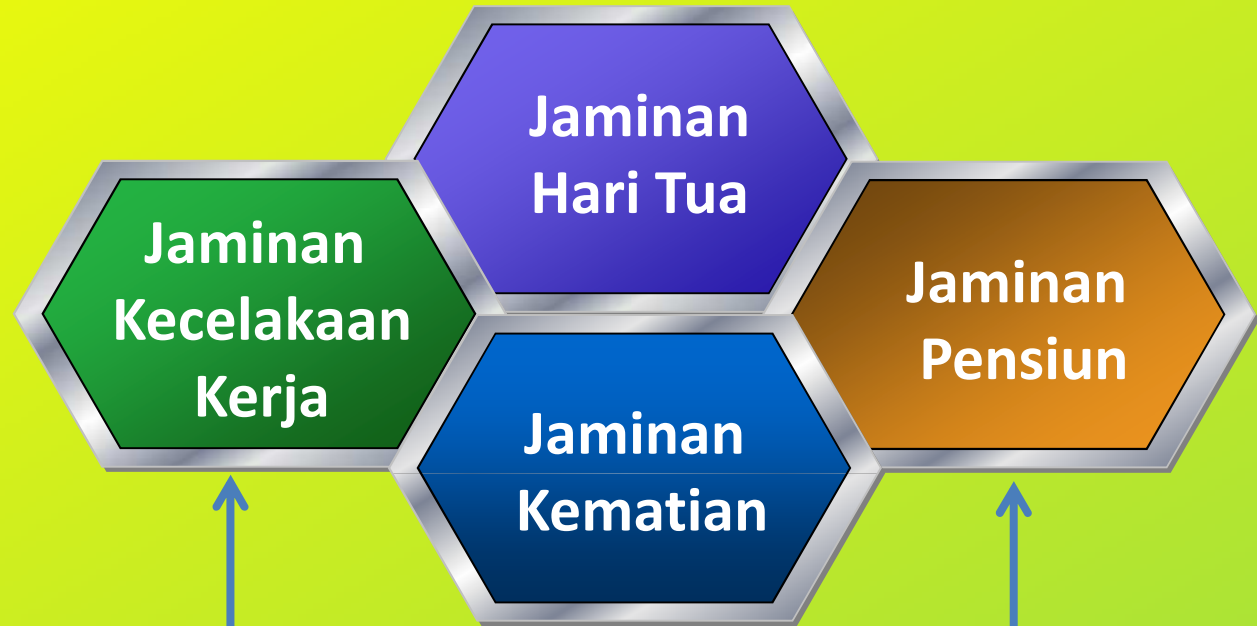 Jaminan
Hari Tua
Jaminan
Kecelakaan
Kerja
Jaminan
Pensiun
Jaminan
Kematian